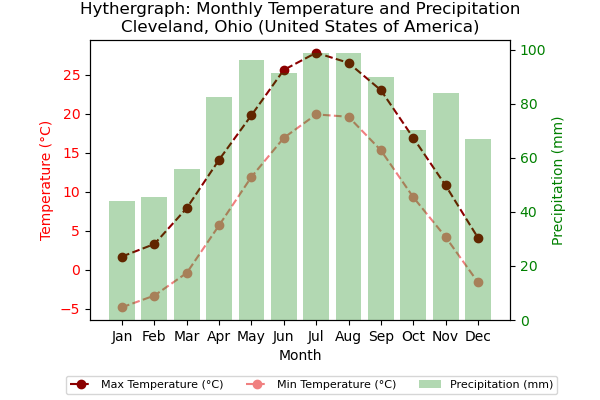 Hythergraph: Monthly Temperature and Precipitation
Cleveland, Ohio (United States of America)
Temperature (°C)
25
20
15
10
5
0
−5
100
80
60
40
20
0
Precipitation (mm)
Jan Feb Mar Apr May Jun Jul Aug Sep Oct Nov Dec
Month
Max Temperature (°C) Min Temperature (°C) Precipitation (mm)